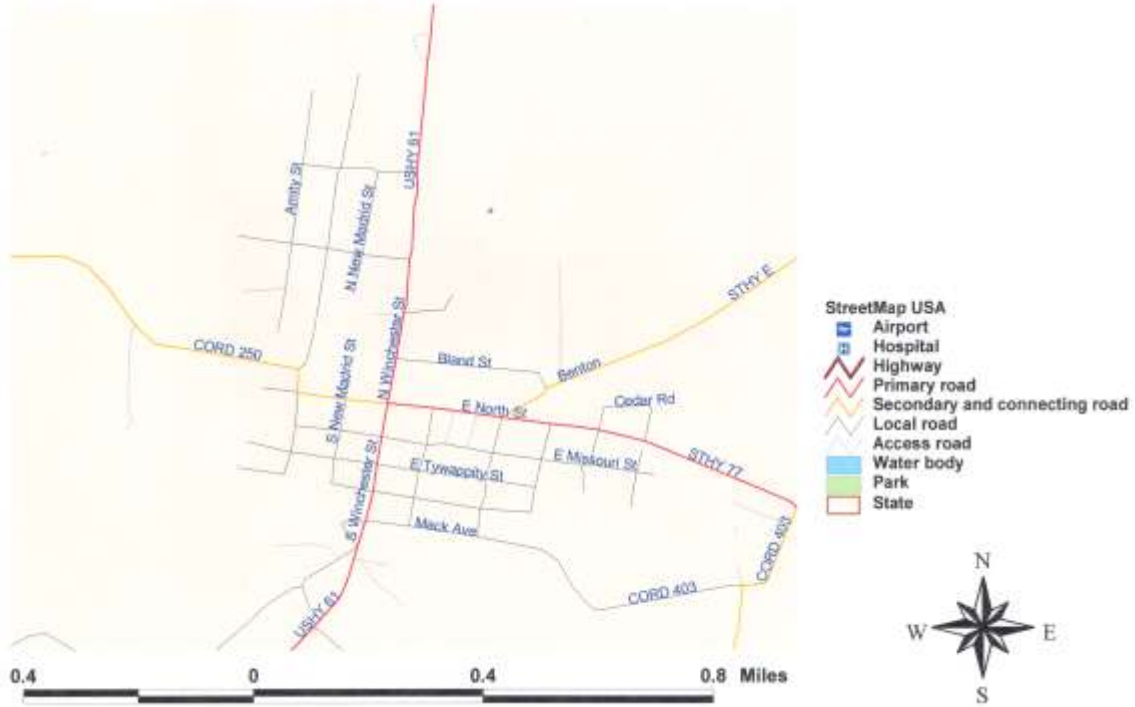 USHY 61
Amity St
N New Madrid St
STHY E
N Winchester St
CORD 250
S New Madrid St
Bland St
Benton
E North St
Cedar Rd
S Winchester St
E Tywappity St
E Missouri St
STHY 77
Mack Ave
CORD 403
CORD 403
USHY 61
StreetMap USA
Airport
H Hospital
Highway
Primary road
Secondary and connecting road
Local road
Access road
Water body
Park
State
N
W E
S
0.4 0 0.4 0.8 Miles